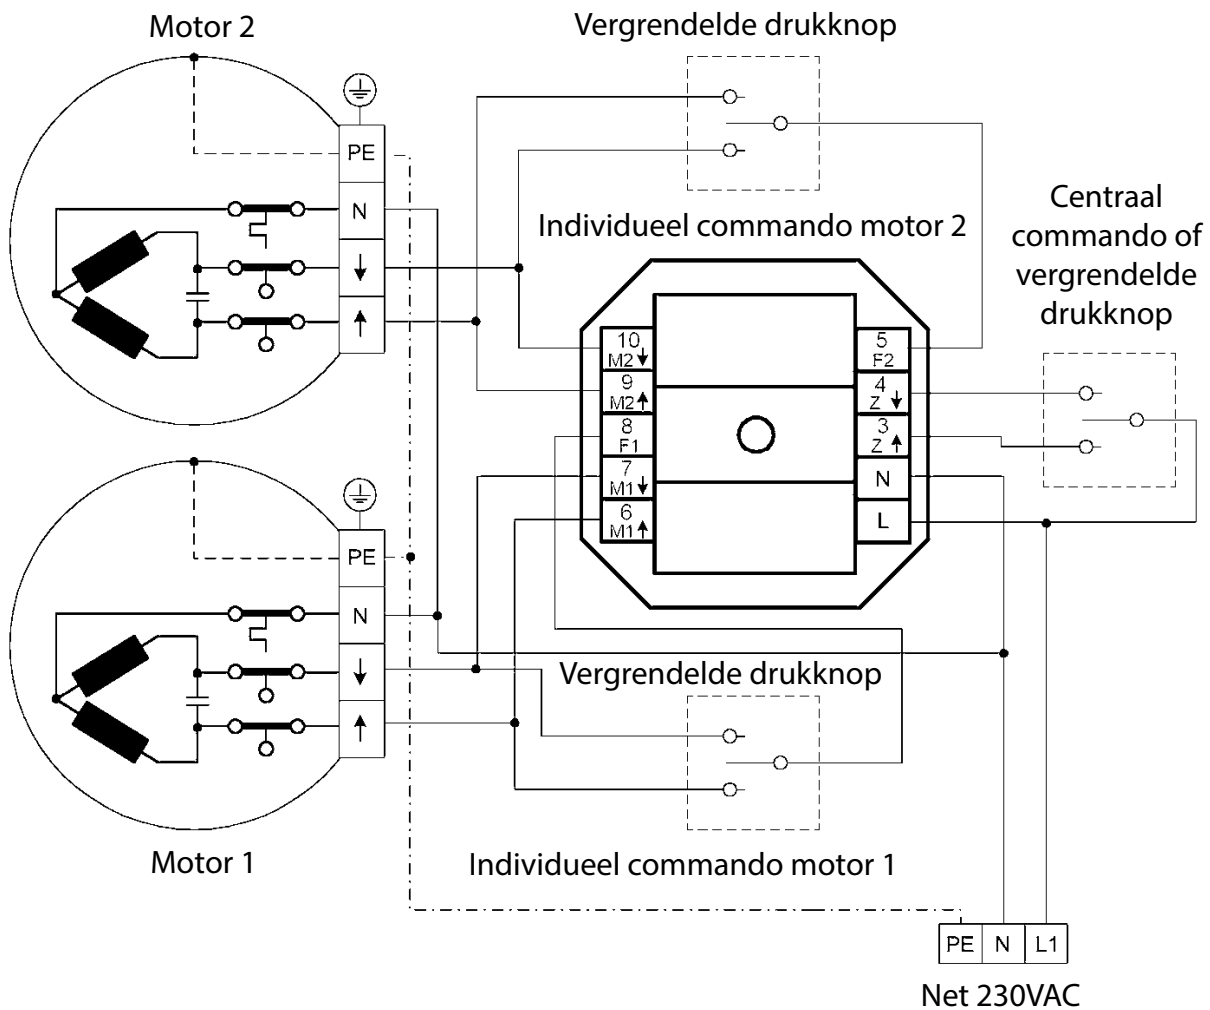 Motor 2
Vergrendelde drukknop
PE
N
↓
↑
Individueel commando motor 2
Centraal
commando of
vergrendelde
drukknop
10
M2 ↓
9
M2 ↑
8
F1
7
M1 ↓
6
M1 ↑
5
F2
4
Z ↓
3
Z ↑
N
L
PE
N
↓
↑
Motor 1
Vergrendelde drukknop
Individueel commando motor 1
PE N L1
Net 230VAC